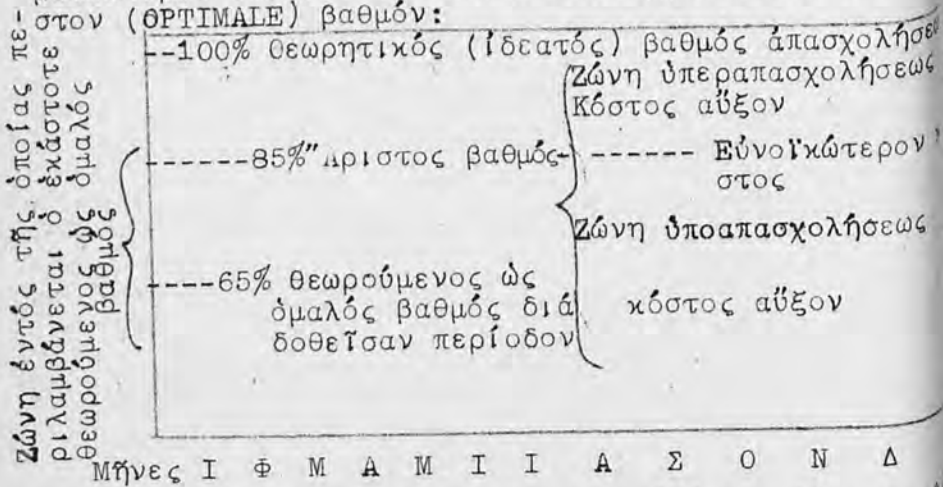 στον (OPTIMALE) βαθμόν:
--100% Θεωρητικός (ἰδεατός) βαθμός
Ζώνη ὑπεραπασχολήσεως
Κόστος αὔξον
-----85%"Αριστος βαθμός- ------ Εὐνοϊκώτερον
στος
Ζώνη ὑποαπασχολήσεως
----65% θεωρούμενος ὡς
ὁμαλός βαθμός διά
δοθεῖσαν περίοδον
κόστος αὔξον
Ζώνη ἐντός τῆς ὁποίας πε-
ριλαμβάνεται ὁ ἑκάστοτε
θεωρούμενος ὡς ὁμαλός
βαθμός
Μῆνες Ι Φ Μ Α Μ Ι Ι Α Σ Ο Ν Δ